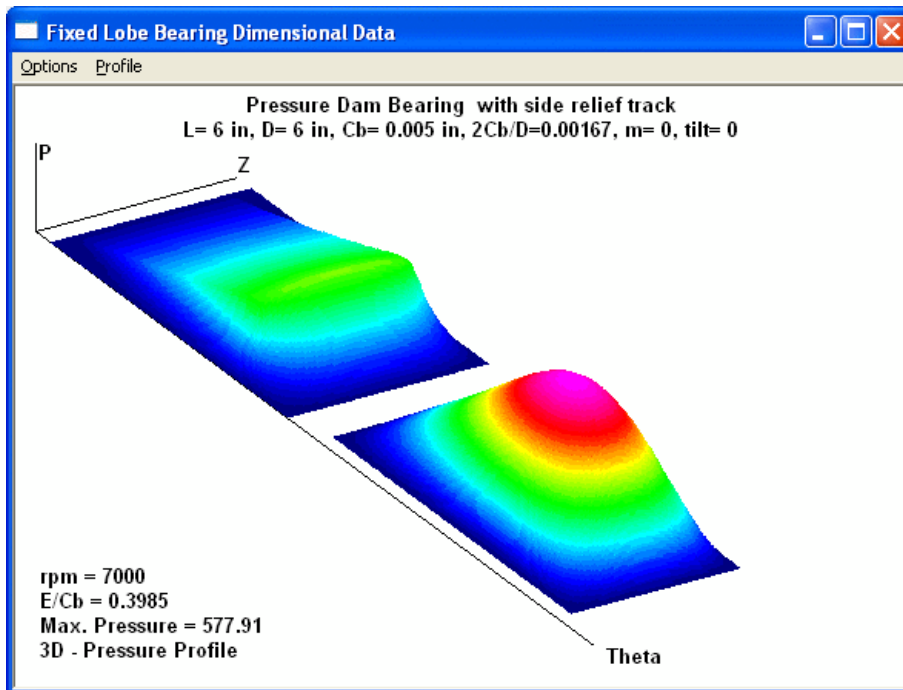 Fixed Lobe Bearing Dimensional Data
Options Profile
Pressure Dam Bearing with side relief track
L= 6 in, D= 6 in, Cb= 0.005 in, 2Cb/D=0.00167, m= 0, tilt= 0
P
Z
rpm = 7000
E/Cb = 0.3985
Max. Pressure = 577.91
3D - Pressure Profile
Theta